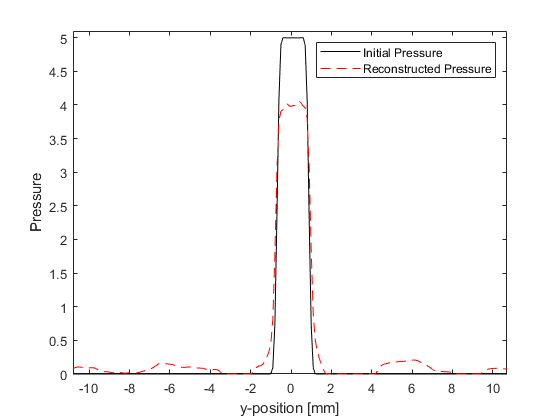 5
4.5
4
3.5
3
2.5
2
1.5
1
0.5
0
Pressure
Initial Pressure
Reconstructed Pressure
-10 -8 -6 -4 -2 0 2 4 6 8 10
y-position [mm]